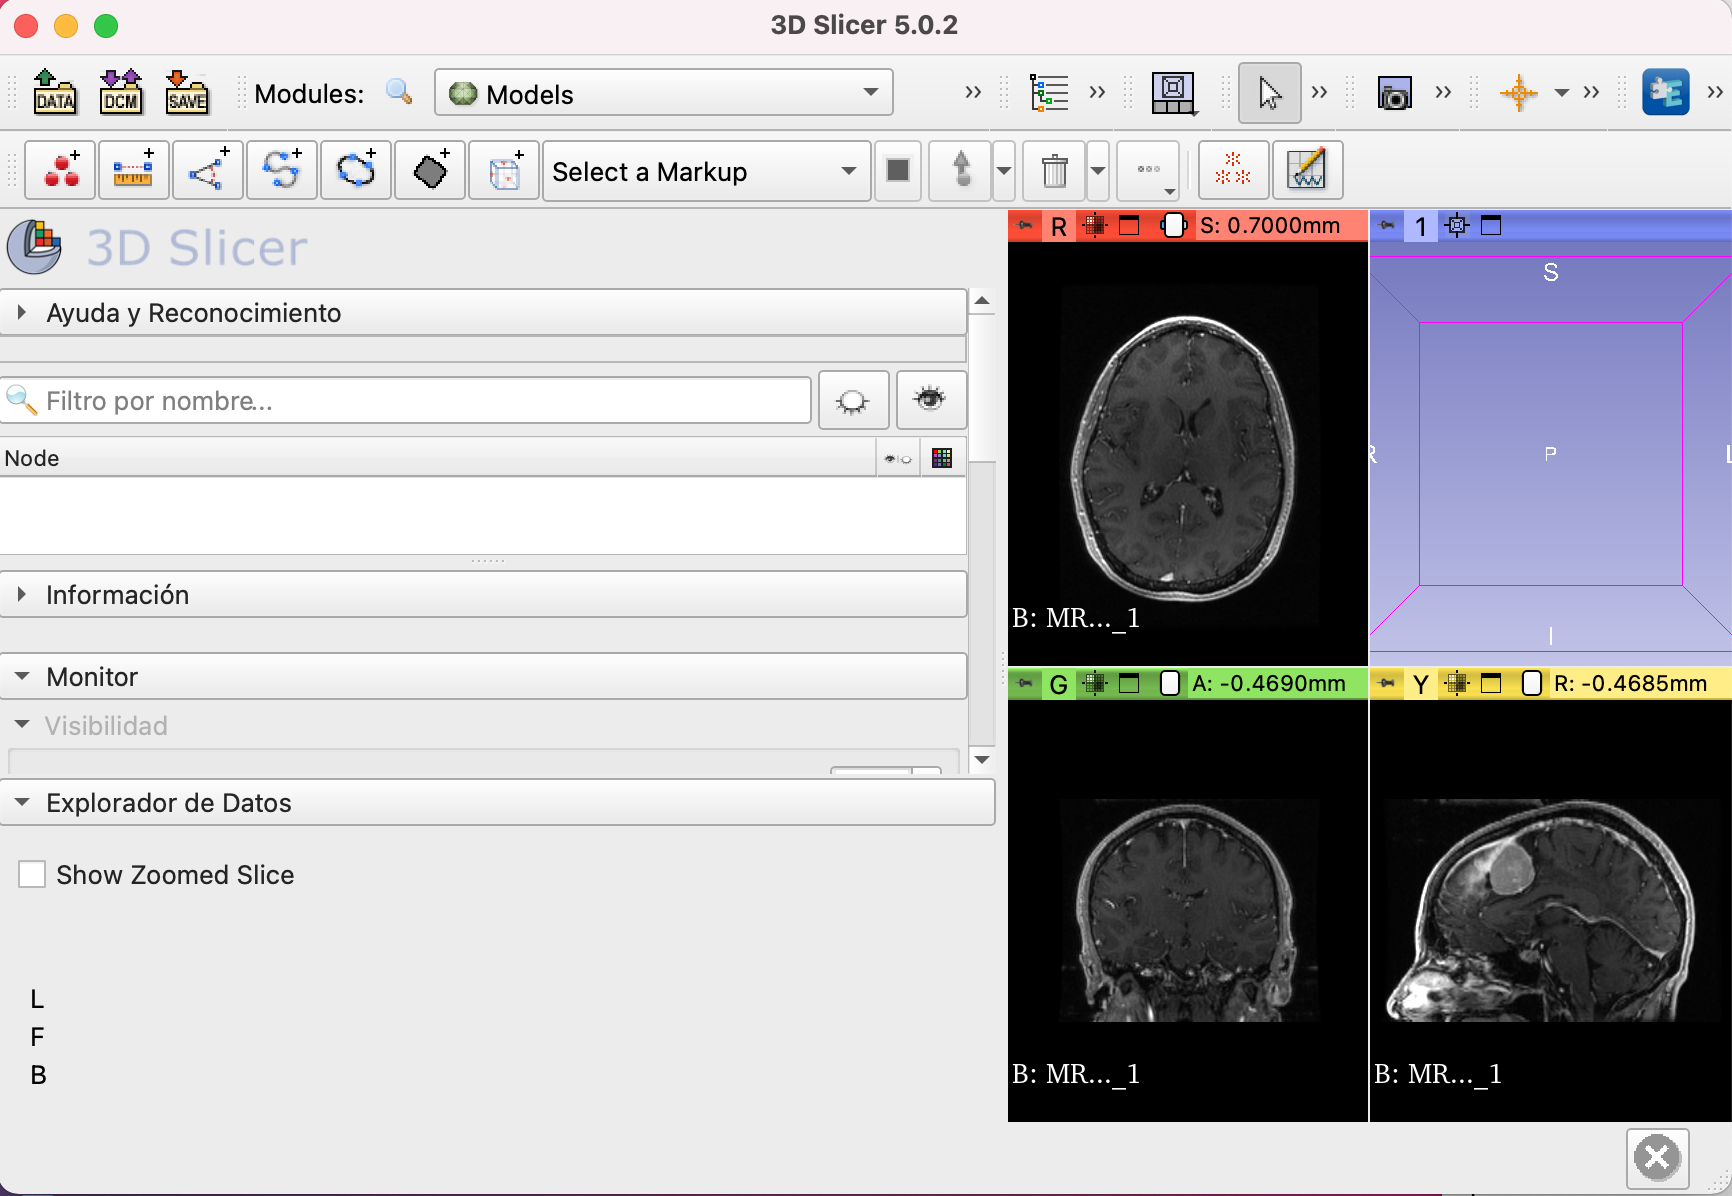 3D Slicer 5.0.2
DATA
DCM
SAVE
Modules:
Models
Select a Markup
3D Slicer
Ayuda y Reconocimiento
Filtro por nombre...
Node
Información
Monitor
Visibilidad
Explorador de Datos
Show Zoomed Slice
L
F
B
R
S: 0.7000mm
B: MR..._1
1
S
R
P
L
I
G
A: -0.4690mm
B: MR..._1
Y
R: -0.4685mm
B: MR..._1